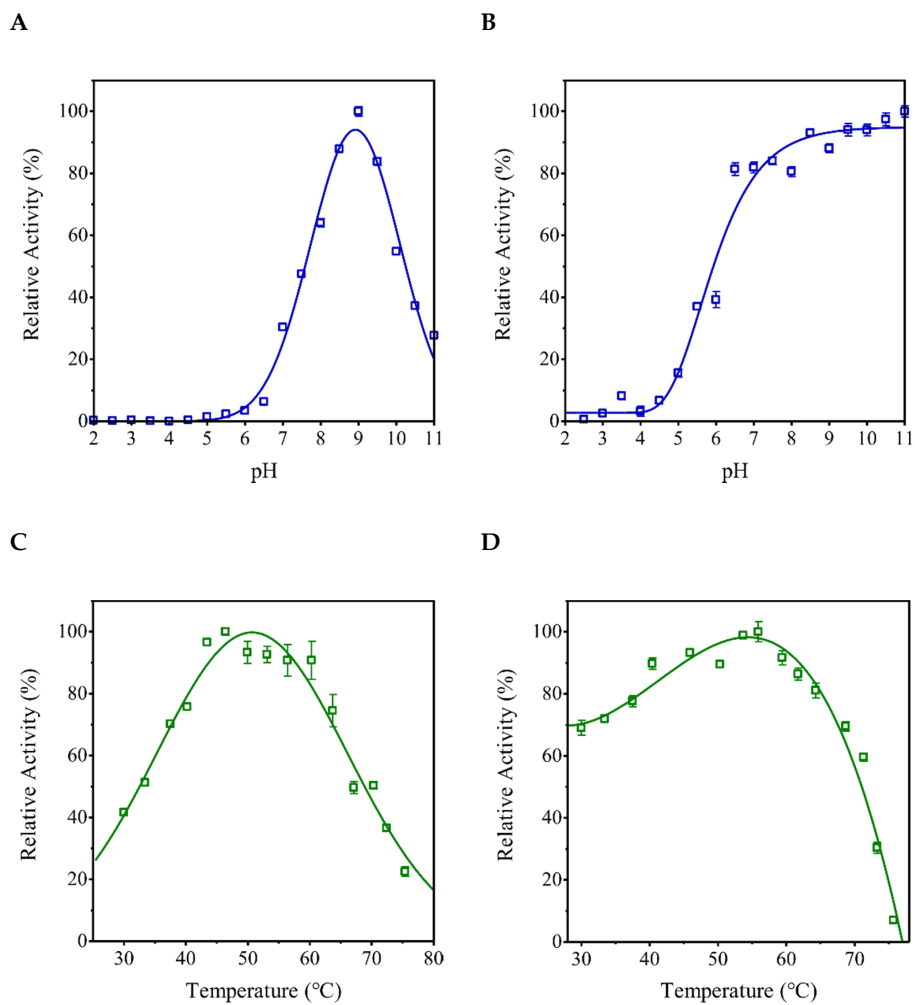 A
Relative Activity (%)
100
80
60
40
20
0
2 3 4 5 6 7 8 9 10 11
pH
B
Relative Activity (%)
100
80
60
40
20
0
2 3 4 5 6 7 8 9 10 11
pH
C
Relative Activity (%)
100
80
60
40
20
0
30 40 50 60 70 80
Temperature (℃)
D
Relative Activity (%)
100
80
60
40
20
0
30 40 50 60 70
Temperature (℃)